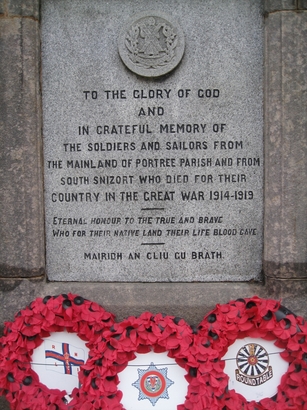 TO THE GLORY OF GOD
AND
IN GRATEFUL MEMORY OF
THE SOLDIERS AND SAILORS FROM
THE MAINLAND OF PORTREE PARISH AND FROM
SOUTH SNIZORT WHO DIED FOR THEIR
COUNTRY IN THE GREAT WAR 1914-1919
ETERNAL HONOUR TO THE TRUE AND BRAVE
WHO FOR THEIR NATIVE LAND THEIR LIFE BLOOD GAVE
MAIRIDH AN CLIU GU BRATH.
ROUND TABLE